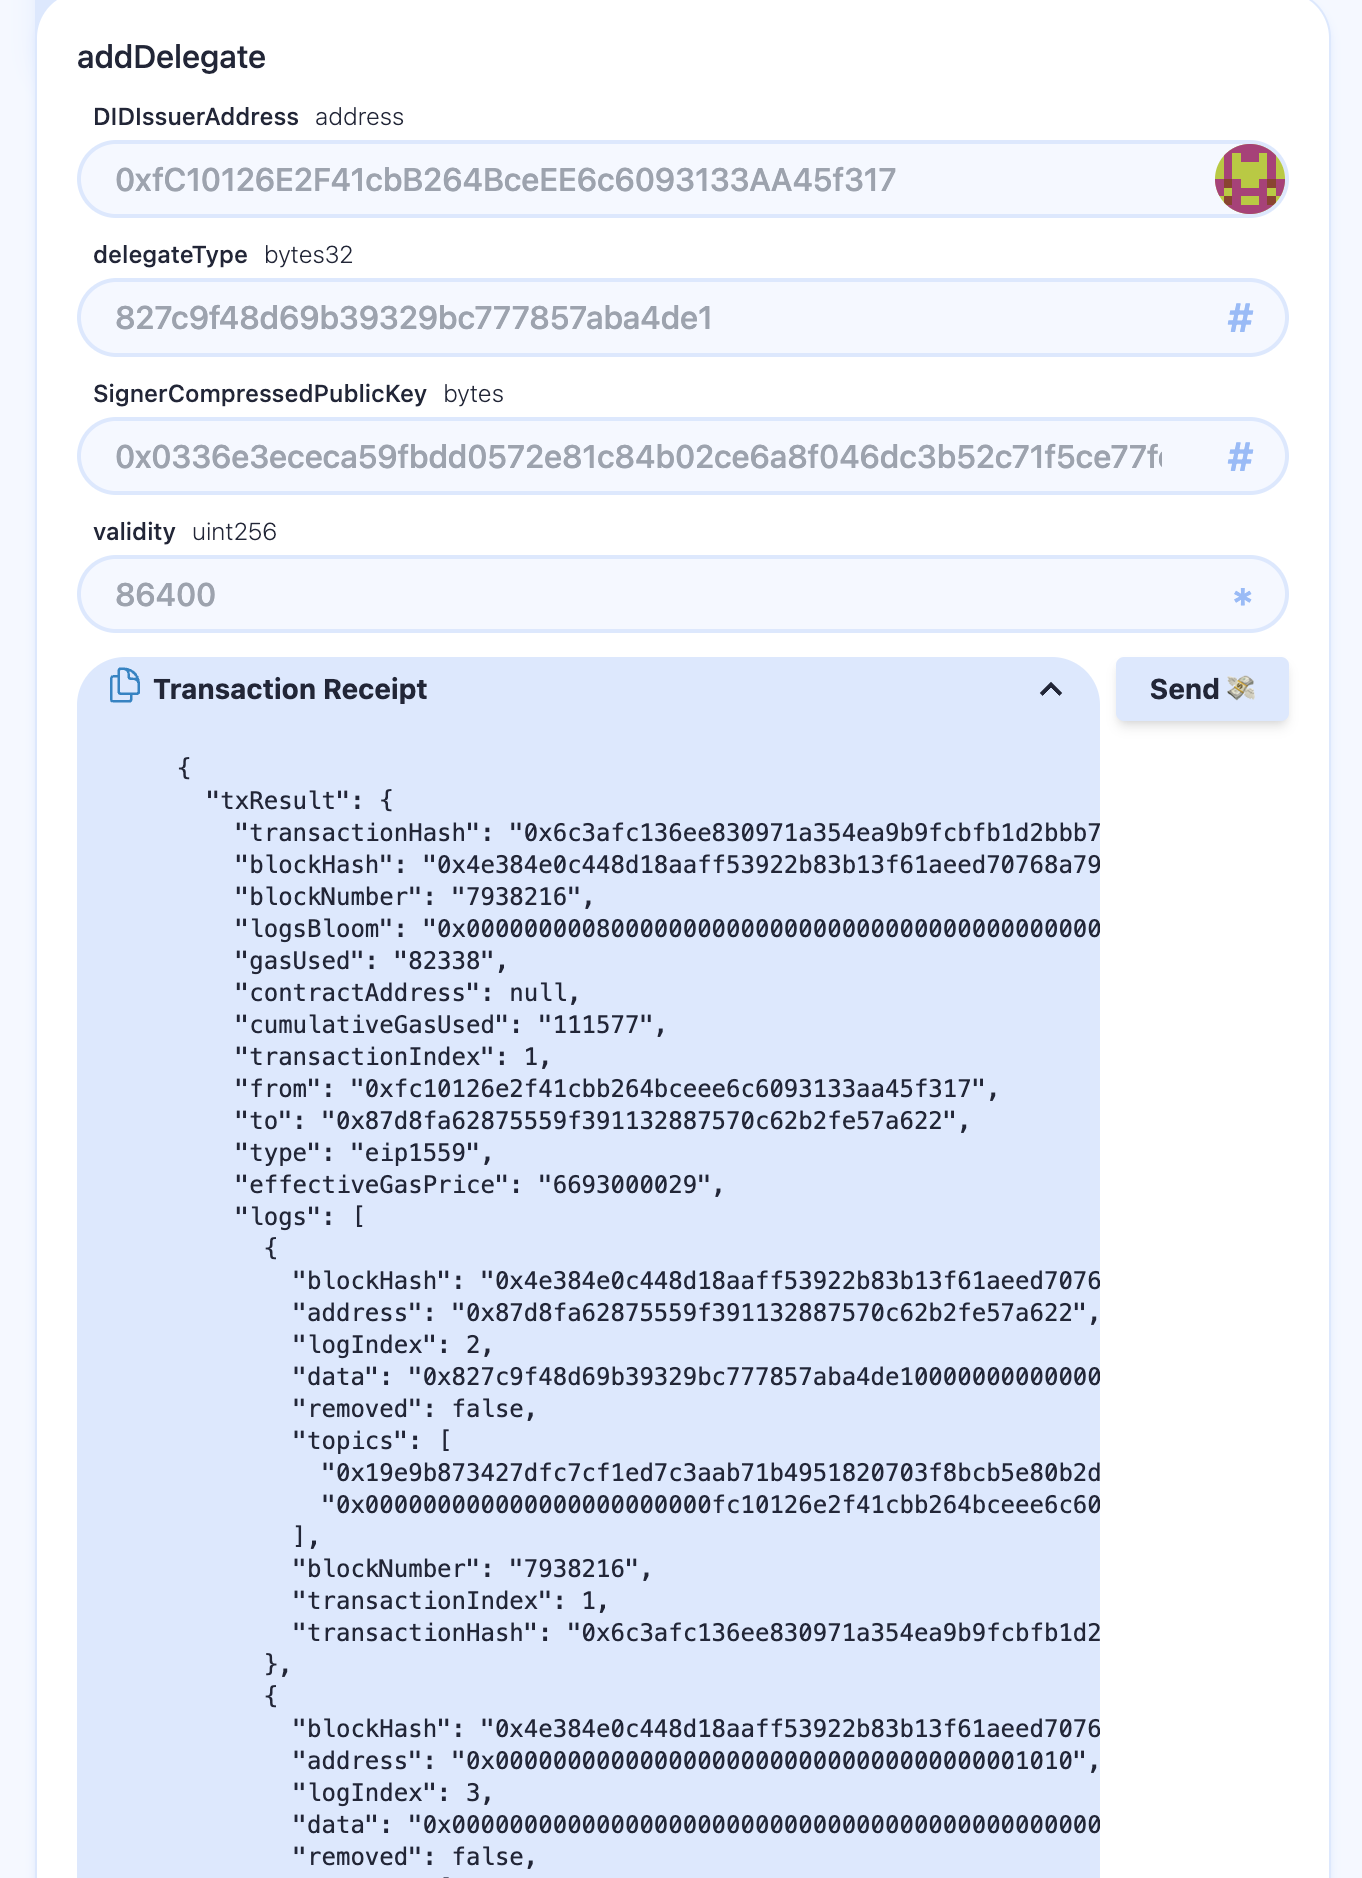 addDelegate
DIDIssuerAddress address
0xfC10126E2F41cbB264BceEE6c6093133AA45f317
delegateType bytes32
827c9f48d69b39329bc777857aba4de1
#
SignerCompressedPublicKey bytes
0x0336e3ececa59fbdd0572e81c84b02ce6a8f046dc3b52c71f5ce77f
#
validity uint256
86400
*
Transaction Receipt
Send 💸
{
"txResult": {
"transactionHash": "0x6c3afc136ee830971a354ea9b9fcbfb1d2bbb7
"blockHash": "0x4e384e0c448d18aaff53922b83b13f61aeed70768a79
"blockNumber": "7938216",
"logsBloom": "0x00000000080000000000000000000000000000000000
"gasUsed": "82338",
"contractAddress": null,
"cumulativeGasUsed": "111577",
"transactionIndex": 1,
"from": "0xfc10126e2f41cbb264bceee6c6093133aa45f317",
"to": "0x87d8fa62875559f391132887570c62b2fe57a622",
"type": "eip1559",
"effectiveGasPrice": "6693000029",
"logs": [
{
"blockHash": "0x4e384e0c448d18aaff53922b83b13f61aeed7076
"address": "0x87d8fa62875559f391132887570c62b2fe57a622",
"logIndex": 2,
"data": "0x827c9f48d69b39329bc777857aba4de10000000000000
"removed": false,
"topics": [
"0x19e9b873427dfc7cf1ed7c3aab71b4951820703f8bcb5e80b2d
"0x000000000000000000000000fc10126e2f41cbb264bceee6c60
],
"blockNumber": "7938216",
"transactionIndex": 1,
"transactionHash": "0x6c3afc136ee830971a354ea9b9fcbfb1d2
},
{
"blockHash": "0x4e384e0c448d18aaff53922b83b13f61aeed7076
"address": "0x0000000000000000000000000000000000001010",
"logIndex": 3,
"data": "0x000000000000000000000000000000000000000000000
"removed": false,